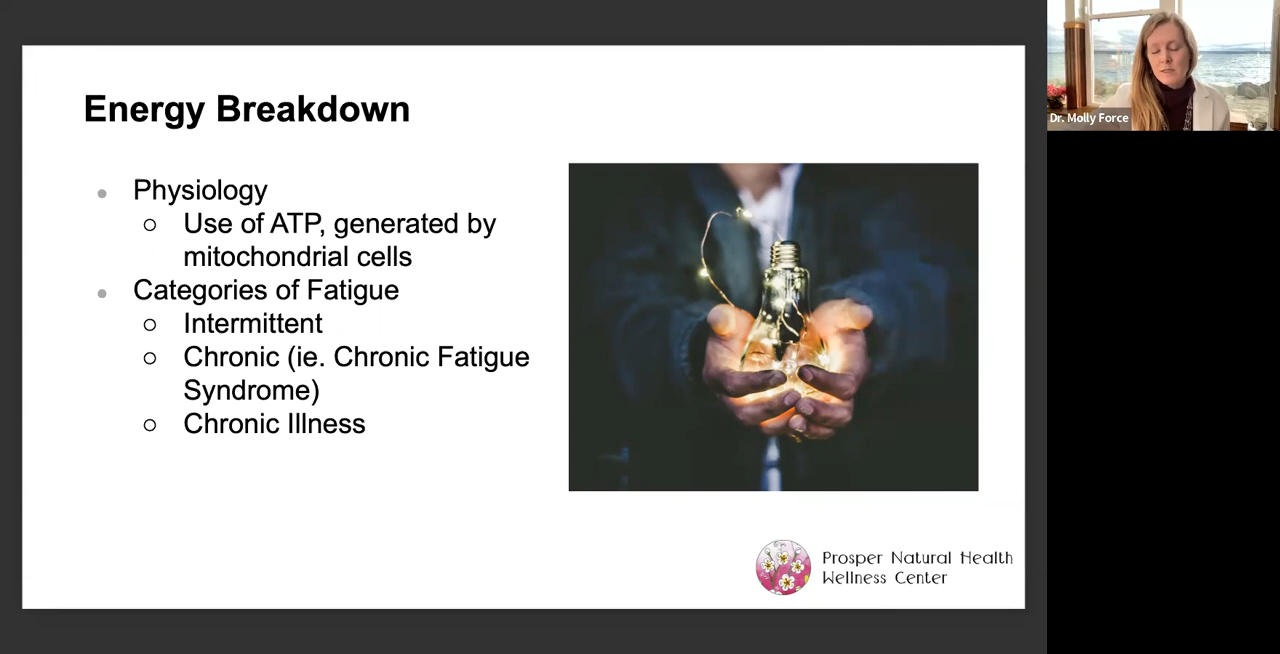 Energy Breakdown
Physiology
Use of ATP, generated by
mitochondrial cells
Categories of Fatigue
Intermittent
Chronic (ie. Chronic Fatigue
Syndrome)
Chronic Illness
Prosper Natural Health
Wellness Center
Dr. Molly Force